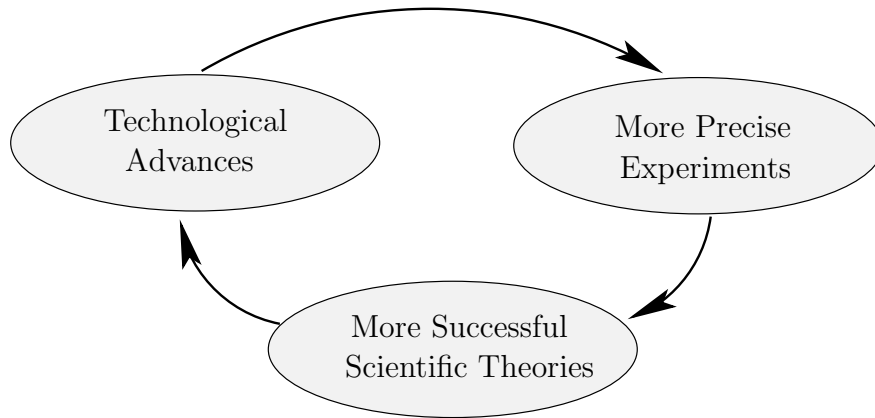 Technological
Advances
More Precise
Experiments
More Successful
Scientific Theories